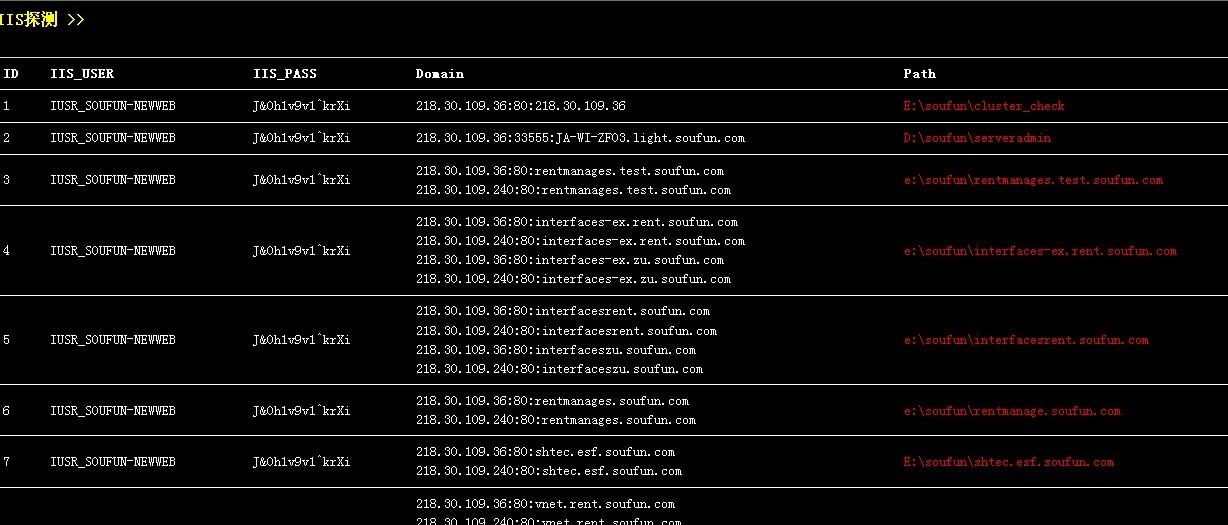 IIS探测 >>
ID IIS_USER IIS_PASS Domain Path
1 IUSR_SOUFUN-NEWWEB J&Oh1v9v1^krXi 218.30.109.36:80:218.30.109.36 E:\soufun\cluster_check
2 IUSR_SOUFUN-NEWWEB J&Oh1v9v1^krXi 218.30.109.36:33555:JA-WI-ZF03.light.soufun.com D:\soufun\serveradmin
3 IUSR_SOUFUN-NEWWEB J&Oh1v9v1^krXi 218.30.109.36:80:rentmanages.test.soufun.com e:\soufun\rentmanages.test.soufun.com
218.30.109.240:80:rentmanages.test.soufun.com
4 IUSR_SOUFUN-NEWWEB J&Oh1v9v1^krXi 218.30.109.36:80:interfaces-ex.rent.soufun.com e:\soufun\interfaces-ex.rent.soufun.com
218.30.109.240:80:interfaces-ex.rent.soufun.com
218.30.109.36:80:interfaces-ex.zu.soufun.com
218.30.109.240:80:interfaces-ex.zu.soufun.com
5 IUSR_SOUFUN-NEWWEB J&Oh1v9v1^krXi 218.30.109.36:80:interfacesrent.soufun.com e:\soufun\interfacesrent.soufun.com
218.30.109.240:80:interfacesrent.soufun.com
218.30.109.36:80:interfaceszu.soufun.com
218.30.109.240:80:interfaceszu.soufun.com
6 IUSR_SOUFUN-NEWWEB J&Oh1v9v1^krXi 218.30.109.36:80:rentmanages.soufun.com e:\soufun\rentmanage.soufun.com
218.30.109.240:80:rentmanages.soufun.com
7 IUSR_SOUFUN-NEWWEB J&Oh1v9v1^krXi 218.30.109.36:80:shtec.esf.soufun.com E:\soufun\shtec.esf.soufun.com
218.30.109.240:80:shtec.esf.soufun.com
218.30.109.36:80:vnet.rent.soufun.com
218.30.109.240:80:vnet.rent.soufun.com